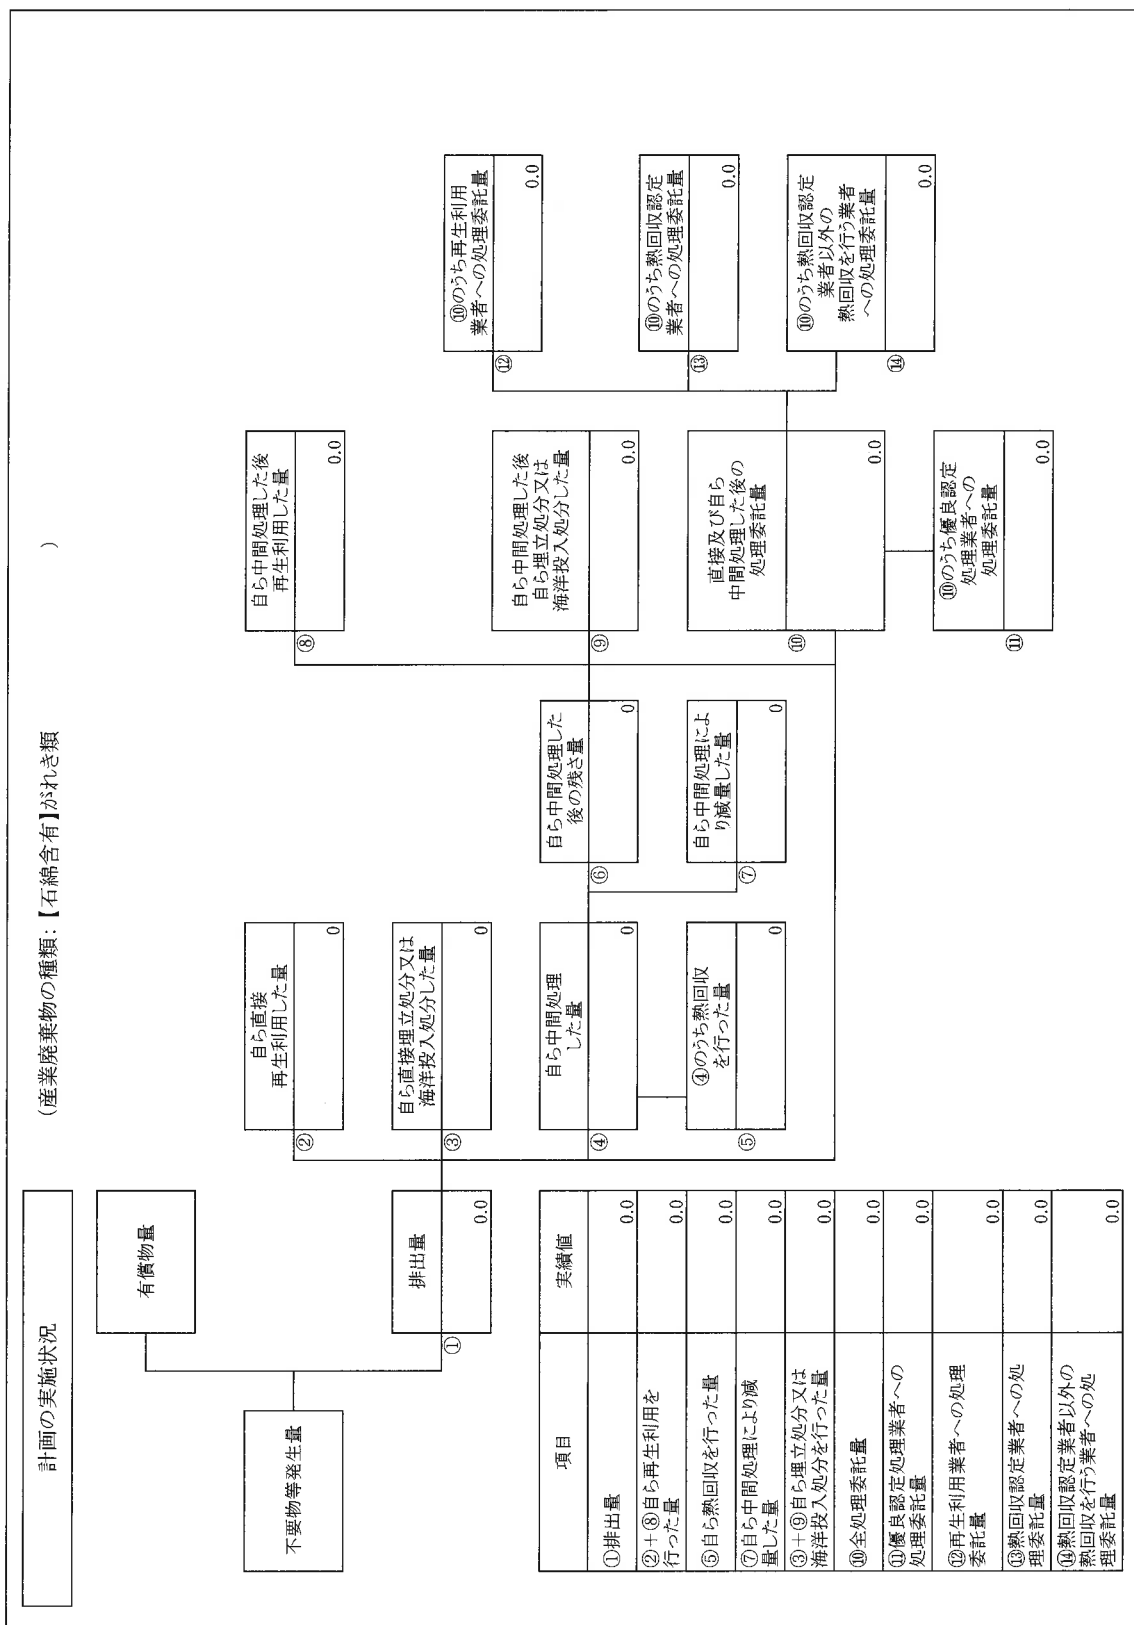 計画の実施状況
（産業廃棄物の種類：【石綿含有】がれき類　　　　　）
不要物等発生量
有償物量
排出量
①
0.0
自ら直接
再生利用した量
②
0
自ら直接埋立処分又は
海洋投入処分した量
③
0
自ら中間処理
した量
④
0
④のうち熱回収
を行った量
⑤
0
自ら中間処理した
後の残さ量
⑥
0
自ら中間処理によ
り減量した量
⑦
0
自ら中間処理した後
再生利用した量
⑧
0.0
自ら中間処理した後
自ら埋立処分又は
海洋投入処分した量
⑨
0.0
直接及び自ら
中間処理した後の
処理委託量
⑩
0.0
⑩のうち優良認定
処理業者への
処理委託量
⑪
0.0
⑩のうち再生利用
業者への処理委託量
⑫
0.0
⑩のうち熱回収認定
業者への処理委託量
⑬
0.0
⑩のうち熱回収認定
業者以外の
熱回収を行う業者
への処理委託量
⑭
0.0
項目 実績値
①排出量 0.0
②＋⑧自ら再生利用を
行った量 0.0
⑤自ら熱回収を行った量 0.0
⑦自ら中間処理により減
量した量 0.0
③＋⑨自ら埋立処分又は
海洋投入処分を行った量 0.0
⑩全処理委託量 0.0
⑪優良認定処理業者への
処理委託量 0.0
⑫再生利用業者への処理
委託量 0.0
⑬熱回収認定業者への処
理委託量 0.0
⑭熱回収認定業者以外の
熱回収を行う業者への処
理委託量 0.0